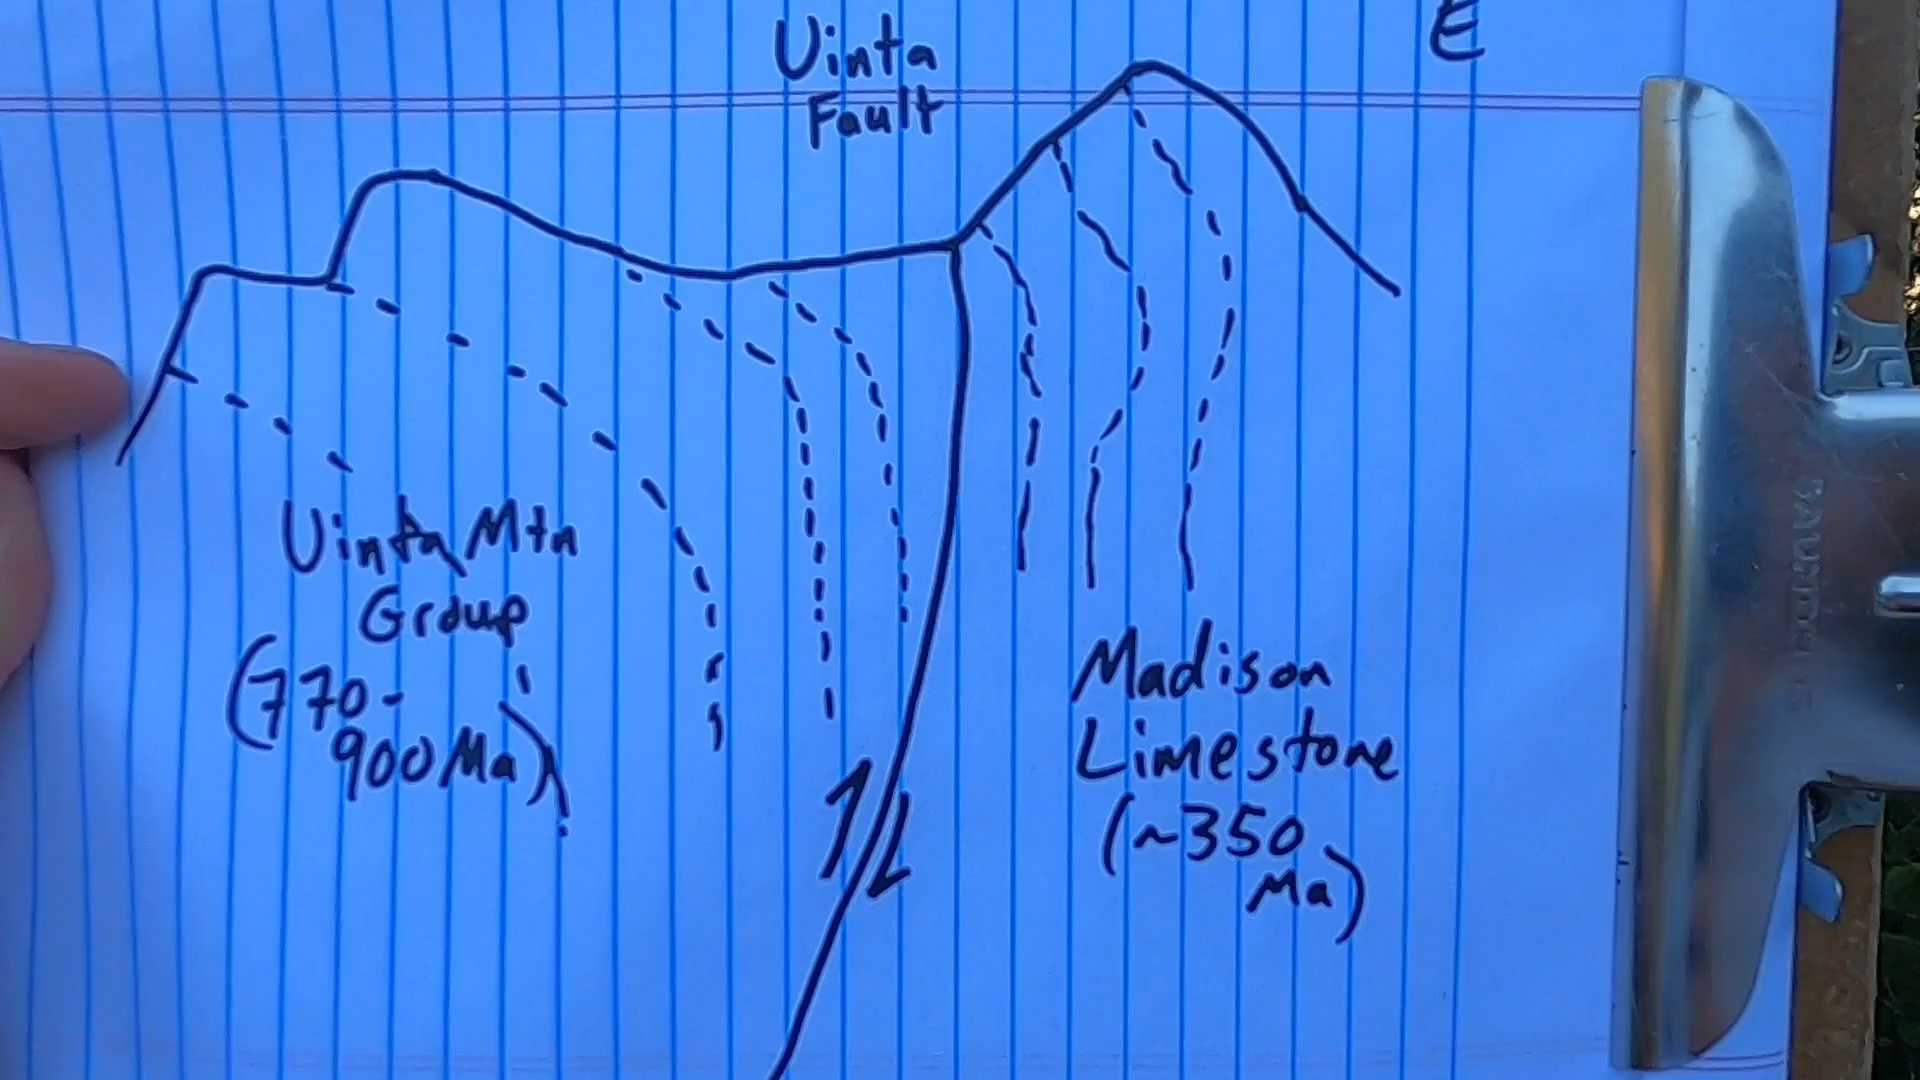 E
Uinta
Fault
Uinta Mtn
Group
(770-
900 Ma)
Madison
Limestone
(~350
Ma)